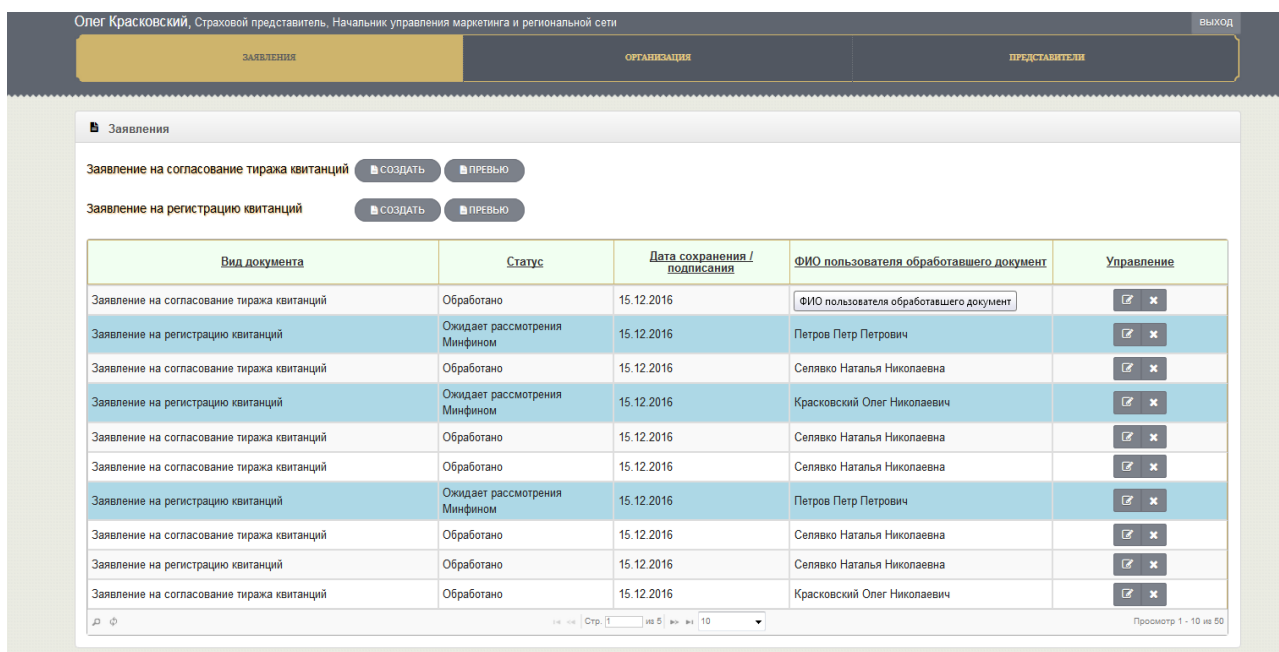 Олег Красковский, Страховой представитель, Начальник управления маркетинга и региональной сети
выход
ЗАЯВЛЕНИЯ ОРГАНИЗАЦИЯ ПРЕДСТАВИТЕЛИ
Заявления
Заявление на согласование тиража квитанций СОЗДАТЬ ПРЕВЬЮ
Заявление на регистрацию квитанций СОЗДАТЬ ПРЕВЬЮ
Вид документа Статус Дата сохранения / подписания ФИО пользователя обработавшего документ Управление
Заявление на согласование тиража квитанций Обработано 15.12.2016 ФИО пользователя обработавшего документ
Заявление на регистрацию квитанций Ожидает рассмотрения Минфином 15.12.2016 Петров Петр Петрович
Заявление на согласование тиража квитанций Обработано 15.12.2016 Селявко Наталья Николаевна
Заявление на регистрацию квитанций Ожидает рассмотрения Минфином 15.12.2016 Красковский Олег Николаевич
Заявление на согласование тиража квитанций Обработано 15.12.2016 Селявко Наталья Николаевна
Заявление на согласование тиража квитанций Обработано 15.12.2016 Селявко Наталья Николаевна
Заявление на регистрацию квитанций Ожидает рассмотрения Минфином 15.12.2016 Петров Петр Петрович
Заявление на согласование тиража квитанций Обработано 15.12.2016 Селявко Наталья Николаевна
Заявление на регистрацию квитанций Обработано 15.12.2016 Селявко Наталья Николаевна
Заявление на согласование тиража квитанций Обработано 15.12.2016 Красковский Олег Николаевич
Стр. 1 из 5 10 Просмотр 1 - 10 из 50